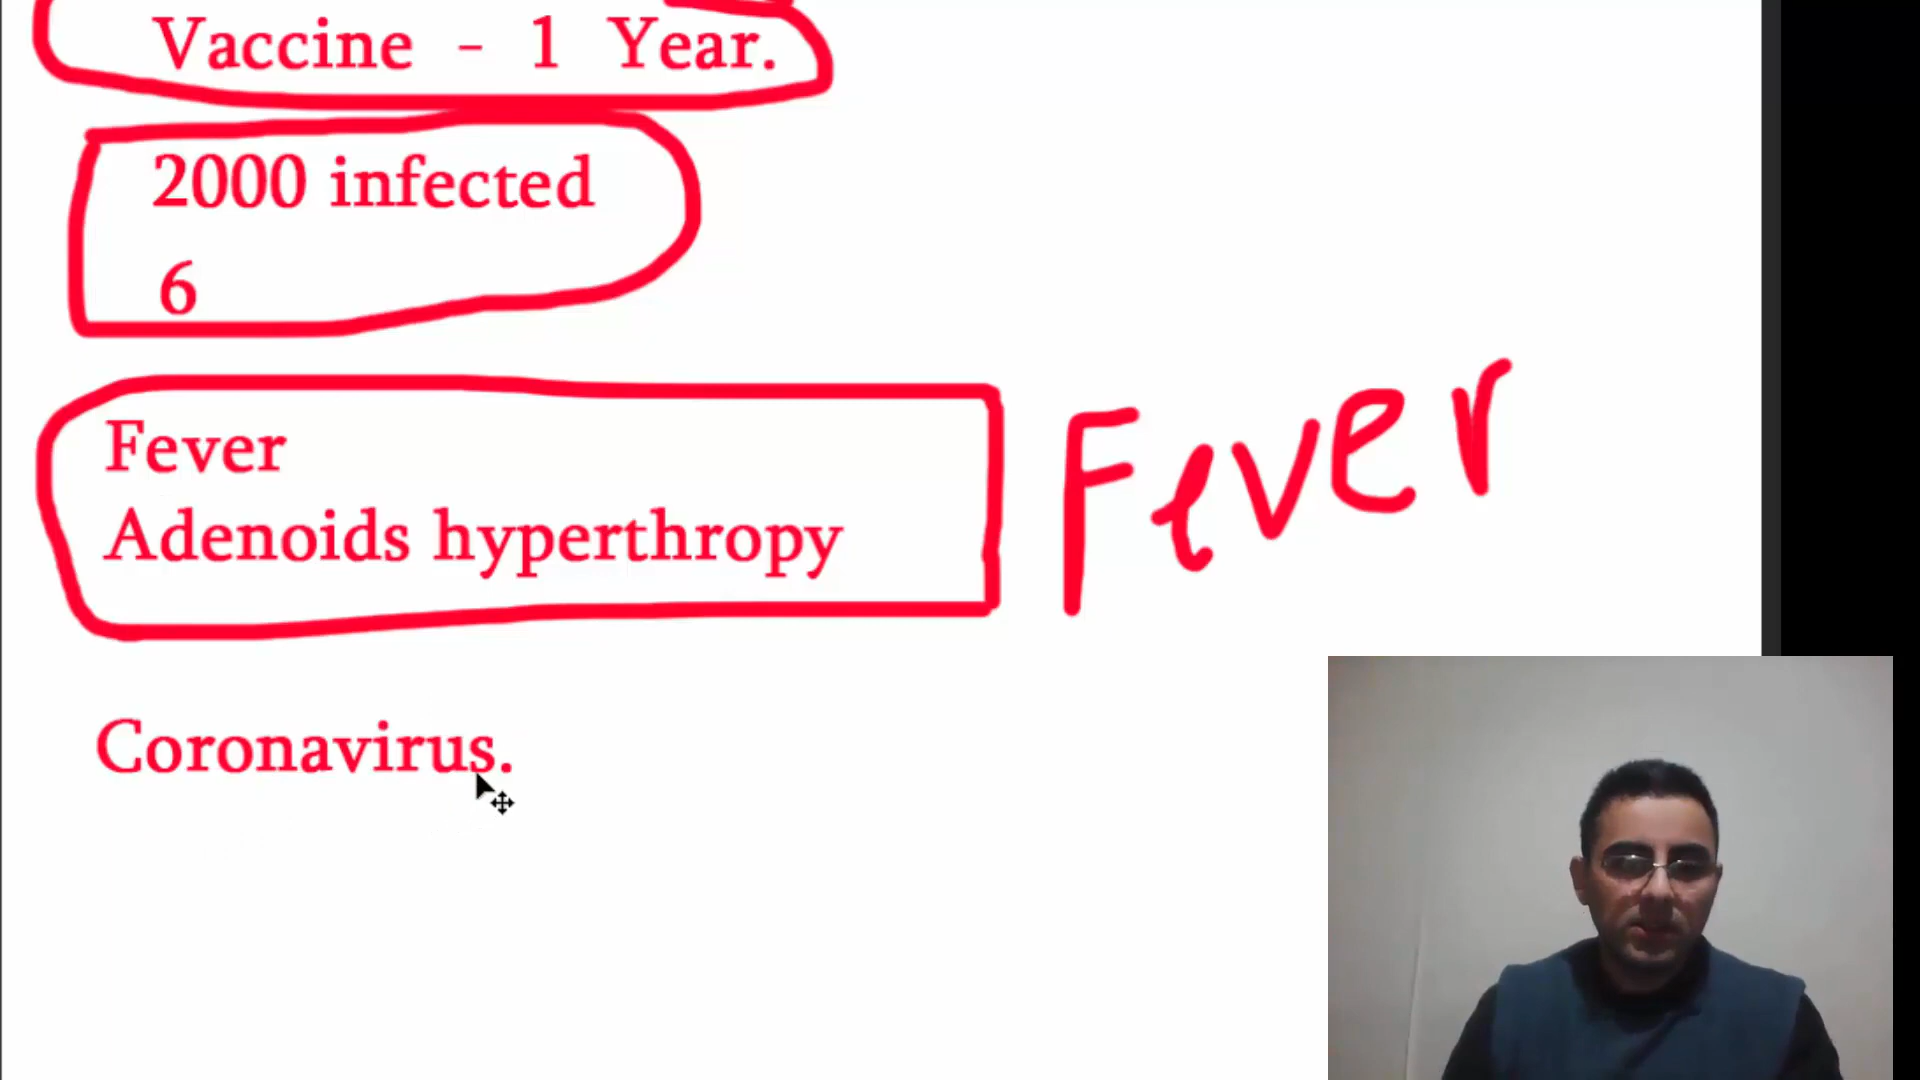 Vaccine - 1 Year.
2000 infected
6
Fever
Adenoids hyperthropy
Fever
Coronavirus.